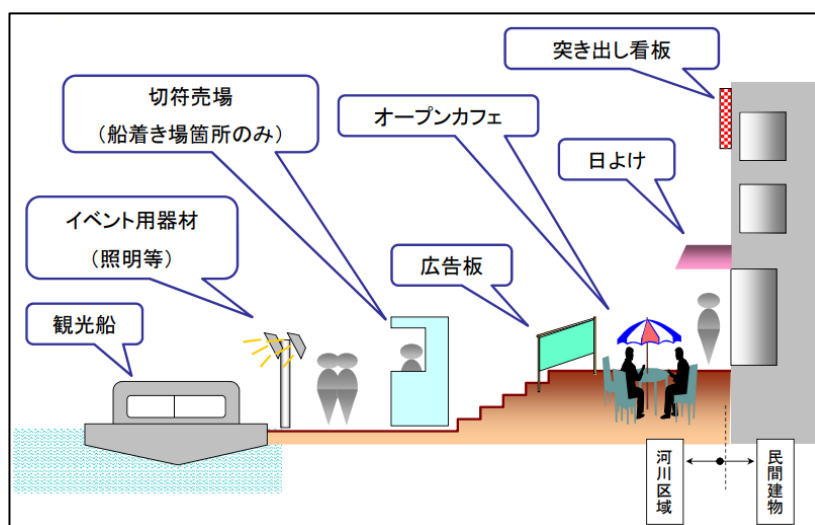 突き出し看板
切符売場
（船着き場箇所のみ）
オープンカフェ
日よけ
イベント用器材
（照明等）
広告板
観光船
河川区域
民間建物